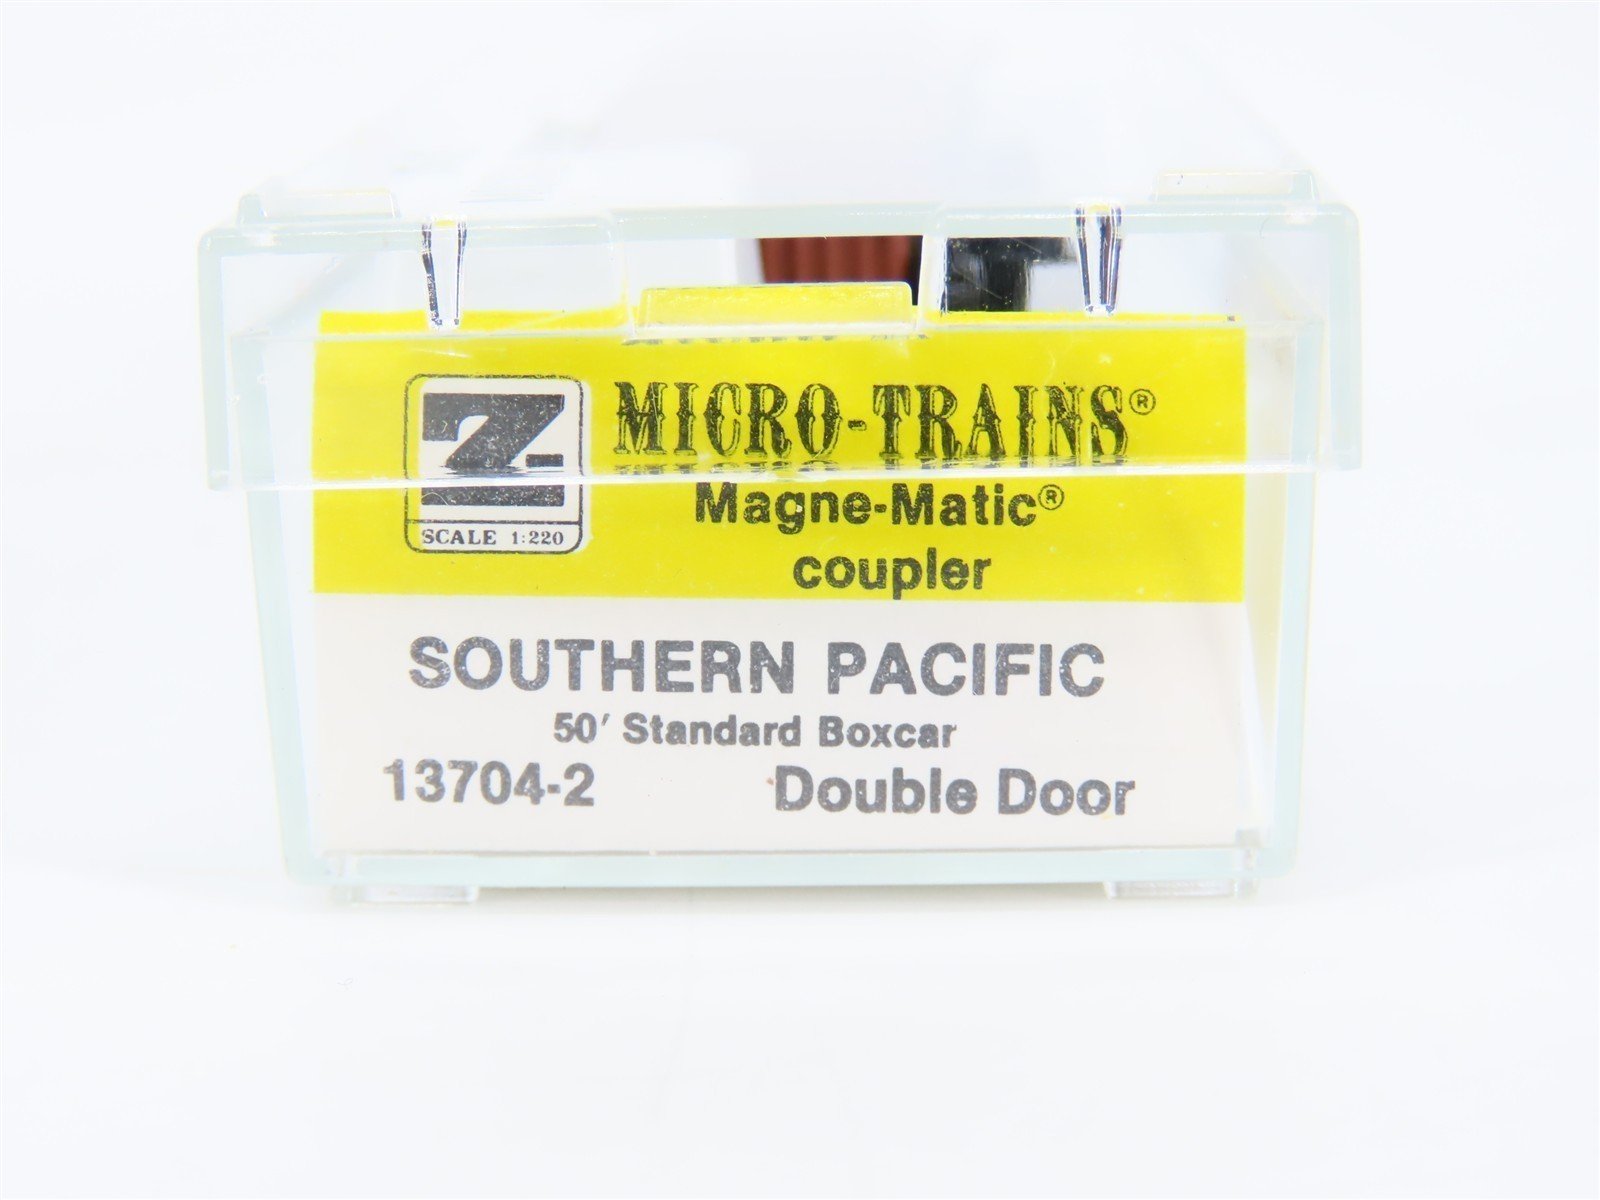 Z
SCALE 1:220
MICRO-TRAINS®
Magne-Matic®
coupler
SOUTHERN PACIFIC
50' Standard Boxcar
13704-2 Double Door